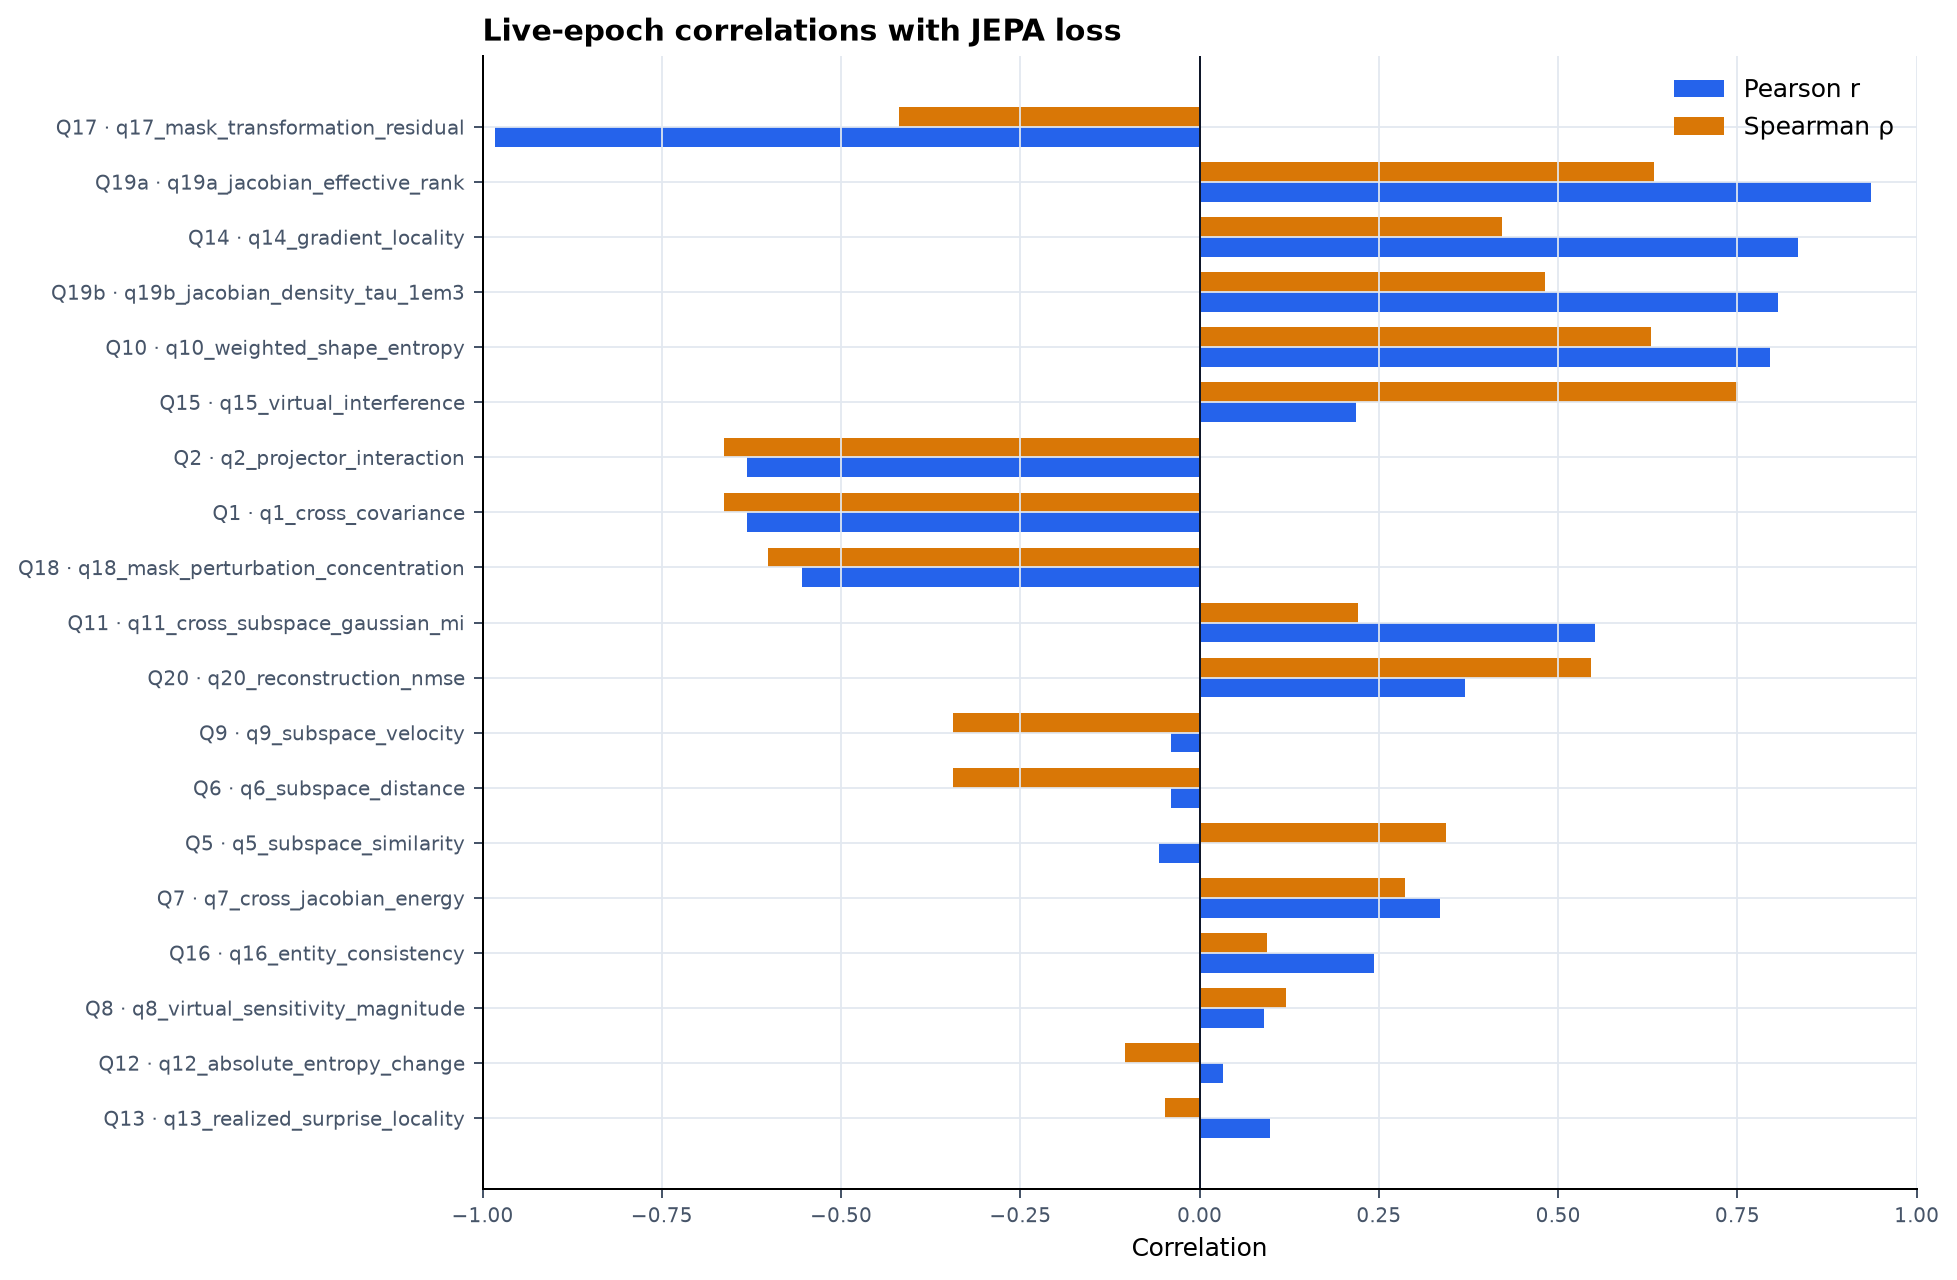 Live-epoch correlations with JEPA loss
Pearson r
Spearman ρ
Q17 · q17_mask_transformation_residual
Q19a · q19a_jacobian_effective_rank
Q14 · q14_gradient_locality
Q19b · q19b_jacobian_density_tau_1em3
Q10 · q10_weighted_shape_entropy
Q15 · q15_virtual_interference
Q2 · q2_projector_interaction
Q1 · q1_cross_covariance
Q18 · q18_mask_perturbation_concentration
Q11 · q11_cross_subspace_gaussian_mi
Q20 · q20_reconstruction_nmse
Q9 · q9_subspace_velocity
Q6 · q6_subspace_distance
Q5 · q5_subspace_similarity
Q7 · q7_cross_jacobian_energy
Q16 · q16_entity_consistency
Q8 · q8_virtual_sensitivity_magnitude
Q12 · q12_absolute_entropy_change
Q13 · q13_realized_surprise_locality
−1.00 −0.75 −0.50 −0.25 0.00 0.25 0.50 0.75 1.00
Correlation